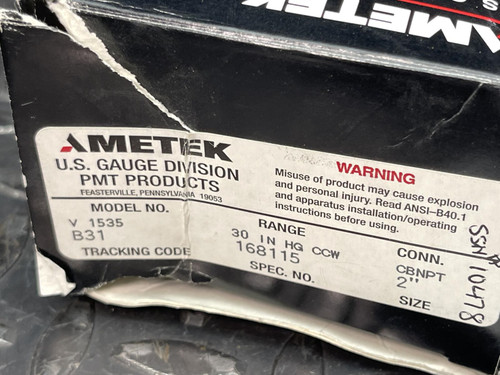 AMETEK
AMETEK
U.S. GAUGE DIVISION
PMT PRODUCTS
FEASTERVILLE, PENNSYLVANIA 19053
WARNING
Misuse of product may cause explosion
and personal injury. Read ANSI-B40.1
and apparatus installation/operating
instructions before using.
MODEL NO.
V 1535
B31
TRACKING CODE
RANGE
30 IN HG CCW
168115
SPEC. NO.
CONN.
CBNPT
2"
SIZE